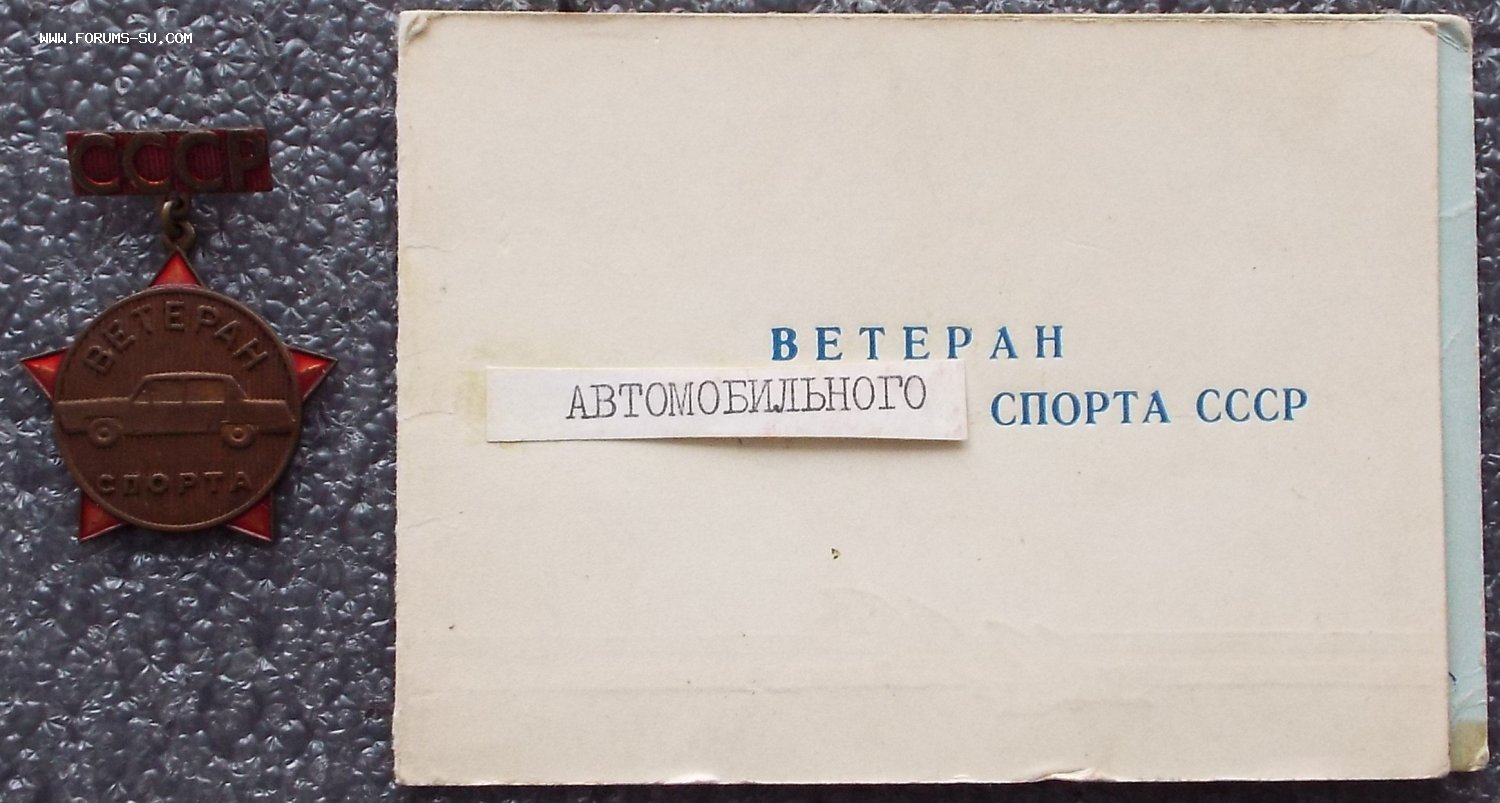 WWW.FORUMS-SU.COM
СССР
ВЕТЕРАН
СПОРТА
ВЕТЕРАН
АВТОМОБИЛЬНОГО СПОРТА СССР